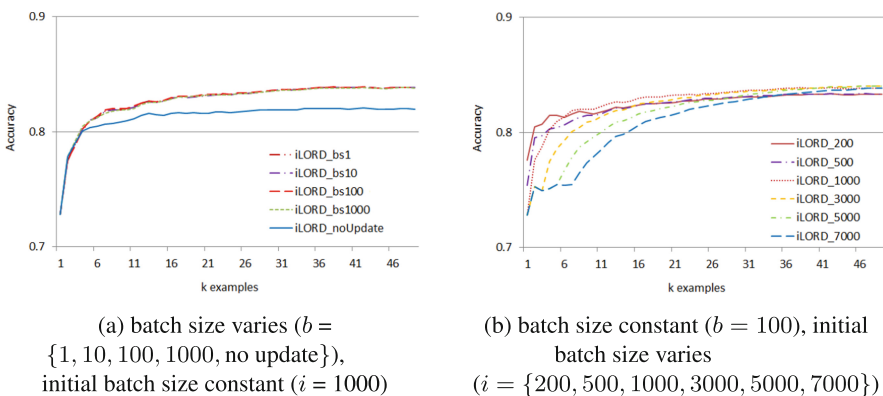 0.9
0.8
0.7
Accuracy
1 6 11 16 21 26 31 36 41 46
k examples
iLORD_bs1
iLORD_bs10
iLORD_bs100
iLORD_bs1000
iLORD_noUpdate
(a) batch size varies (b =
{1, 10, 100, 1000, no update}),
initial batch size constant (i = 1000)
0.9
0.8
0.7
Accuracy
1 6 11 16 21 26 31 36 41 46
k examples
iLORD_200
iLORD_500
iLORD_1000
iLORD_3000
iLORD_5000
iLORD_7000
(b) batch size constant (b = 100), initial
batch size varies
(i = {200, 500, 1000, 3000, 5000, 7000})